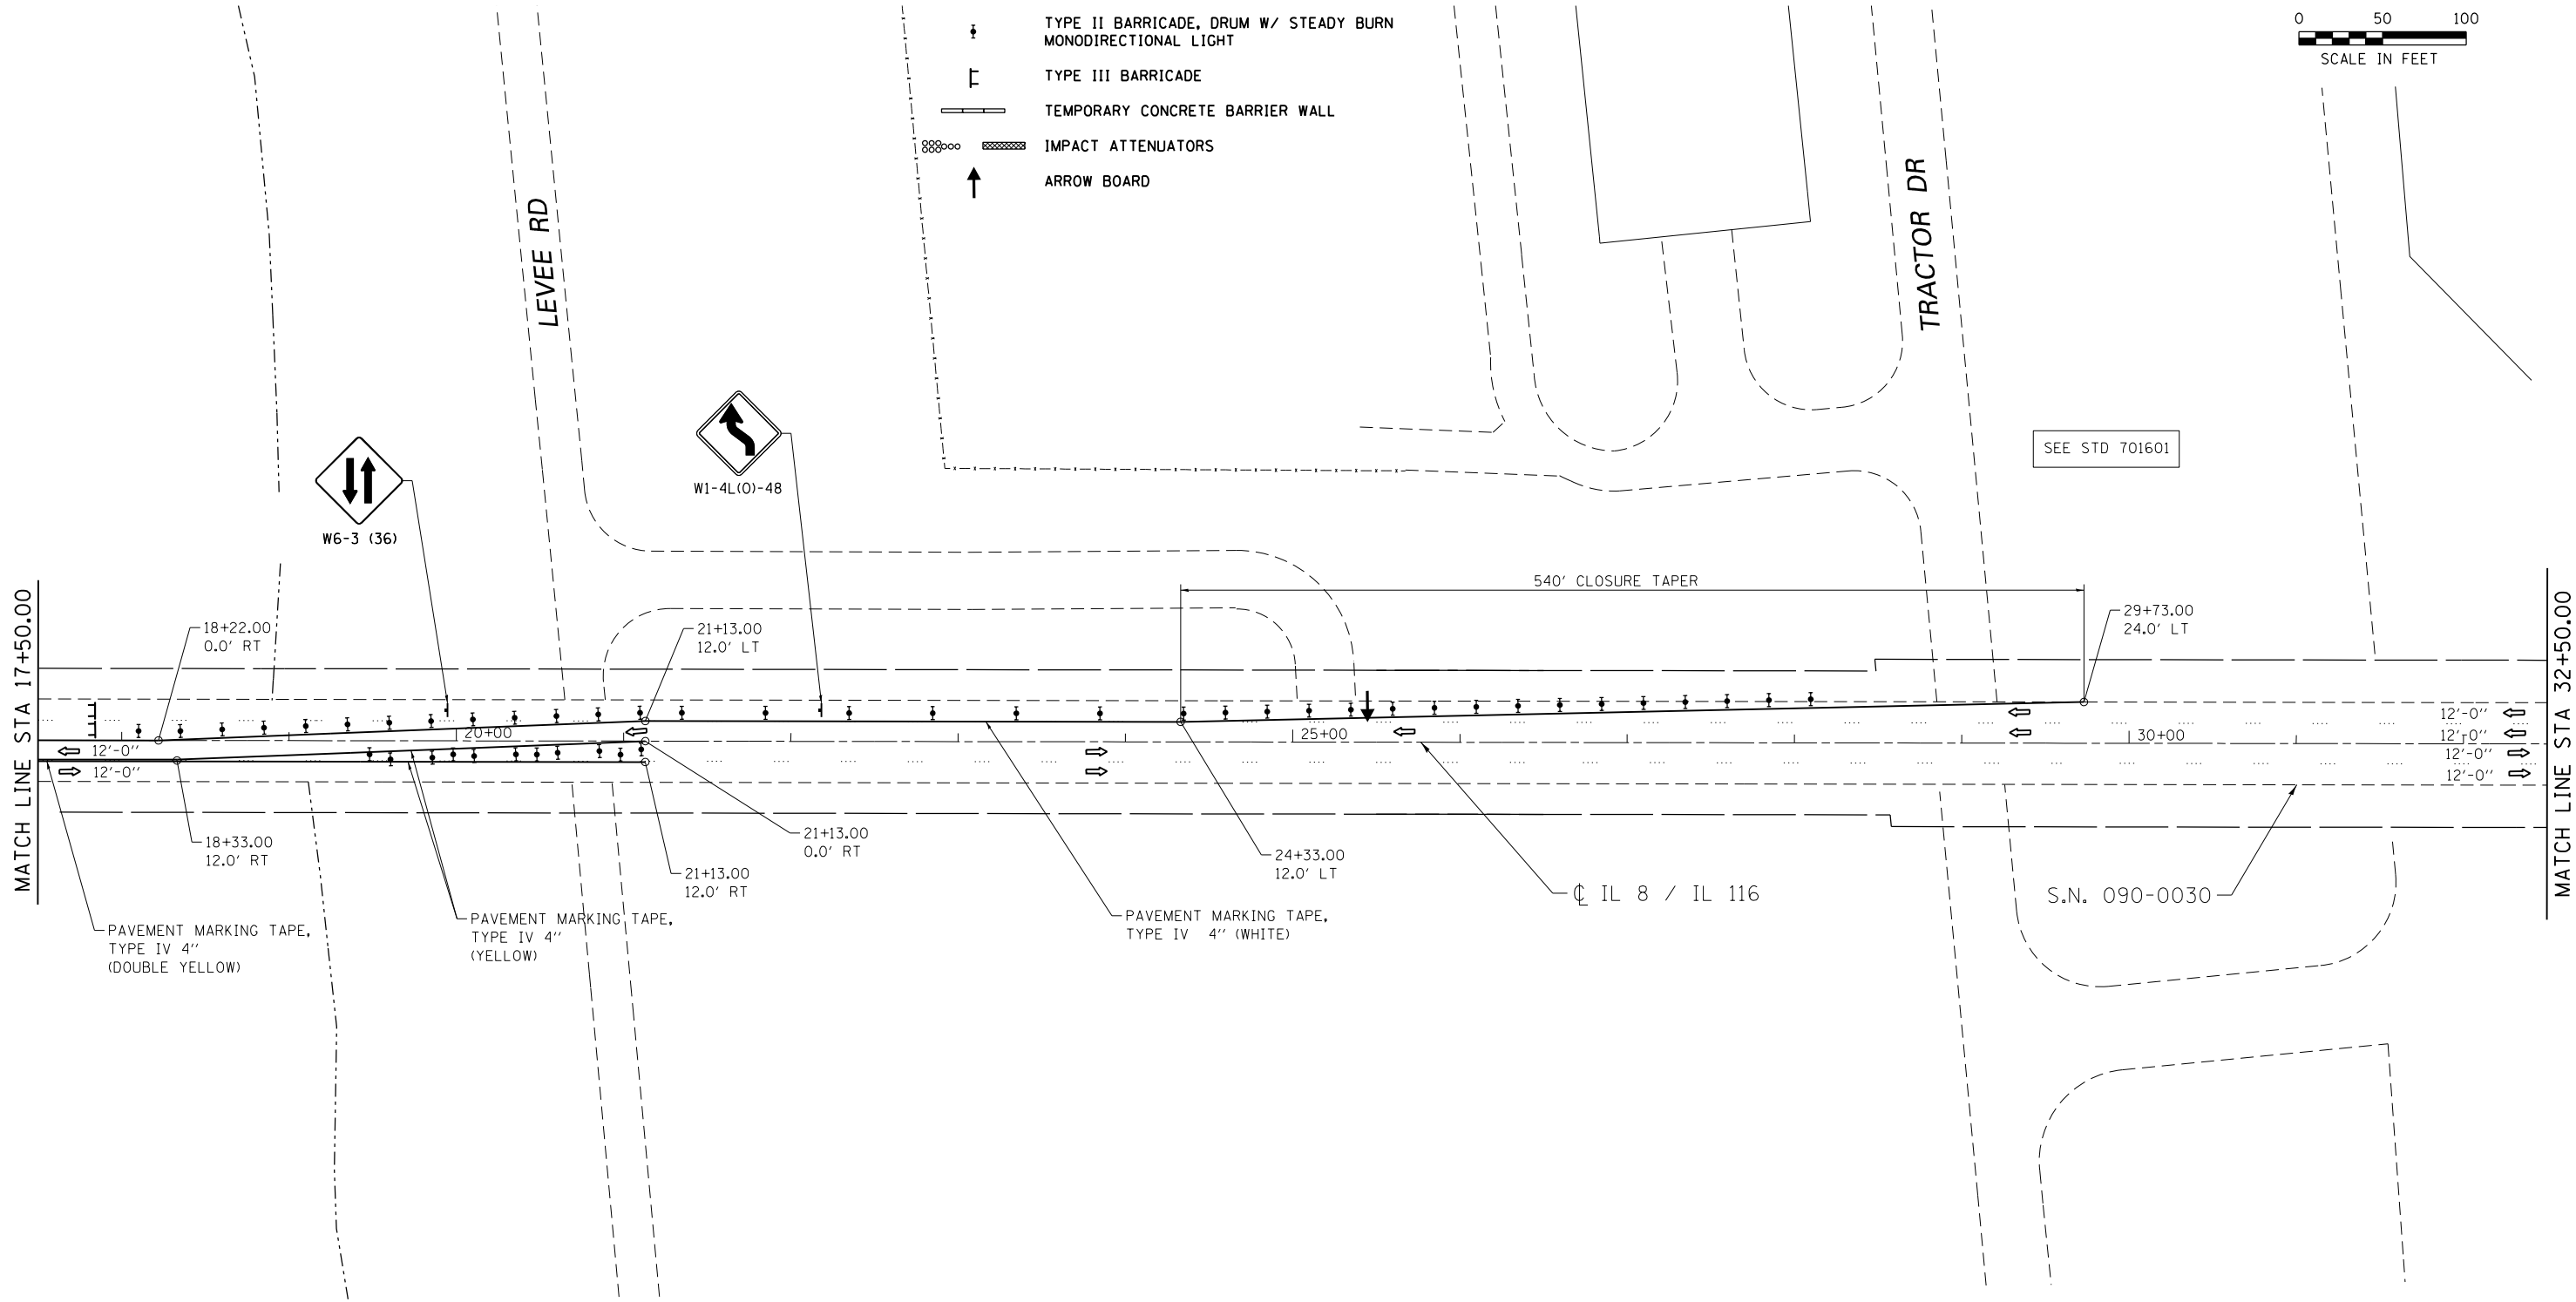 TYPE II BARRICADE, DRUM W/ STEADY BURN
MONODIRECTIONAL LIGHT
TYPE III BARRICADE
TEMPORARY CONCRETE BARRIER WALL
IMPACT ATTENUATORS
ARROW BOARD
0 50 100
SCALE IN FEET
LEVEE RD
TRACTOR DR
SEE STD 701601
W6-3 (36)
W1-4L(O)-48
540' CLOSURE TAPER
MATCH LINE STA 17+50.00
18+22.00
0.0' RT
21+13.00
12.0' LT
29+73.00
24.0' LT
MATCH LINE STA 32+50.00
20+00
25+00
30+00
12'-0"
12'-0"
12'-0"
12'-0"
12'-0"
12'-0"
18+33.00
12.0' RT
21+13.00
0.0' RT
21+13.00
12.0' RT
24+33.00
12.0' LT
℄ IL 8 / IL 116
S.N. 090-0030
PAVEMENT MARKING TAPE,
TYPE IV 4"
(DOUBLE YELLOW)
PAVEMENT MARKING TAPE,
TYPE IV 4"
(YELLOW)
PAVEMENT MARKING TAPE,
TYPE IV 4" (WHITE)